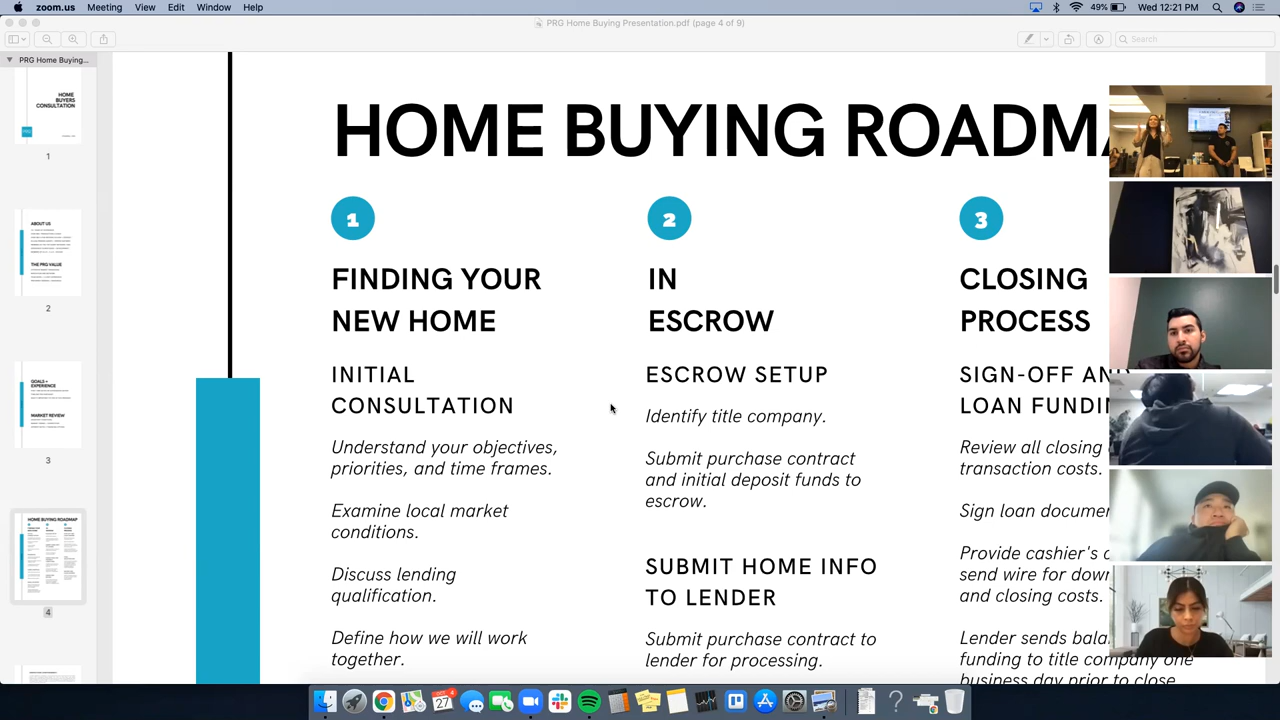 zoom.us Meeting View Edit Window Help 49% Wed 12:21 PM
PRG Home Buying Presentation.pdf (page 4 of 9)
Search
PRG Home Buying...
HOME
BUYERS
CONSULTATION
1
ABOUT US
THE PRG VALUE
2
GOALS +
EXPERIENCE
MARKET REVIEW
3
HOME BUYING ROADMAP
4
HOME BUYING ROADMA
1
FINDING YOUR
NEW HOME
INITIAL
CONSULTATION
Understand your objectives,
priorities, and time frames.
Examine local market
conditions.
Discuss lending
qualification.
Define how we will work
together.
2
IN
ESCROW
ESCROW SETUP
Identify title company.
Submit purchase contract
and initial deposit funds to
escrow.
SUBMIT HOME INFO
TO LENDER
Submit purchase contract to
lender for processing.
3
CLOSING
PROCESS
SIGN-OFF AND
LOAN FUNDIN
Review all closing
transaction costs.
Sign loan documen
Provide cashier's c
send wire for dow
and closing costs.
Lender sends bala
funding to title company one
business day prior to close
27